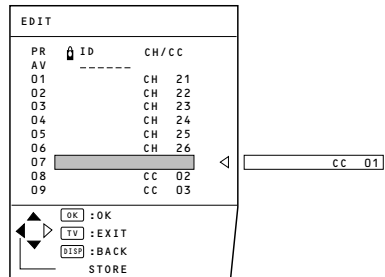 EDIT
PR ID CH/CC
AV ------
01 CH 21
02 CH 22
03 CH 23
04 CH 24
05 CH 25
06 CH 26
07
CC 01
08 CC 02
09 CC 03
OK :OK
TV :EXIT
DISP :BACK
STORE